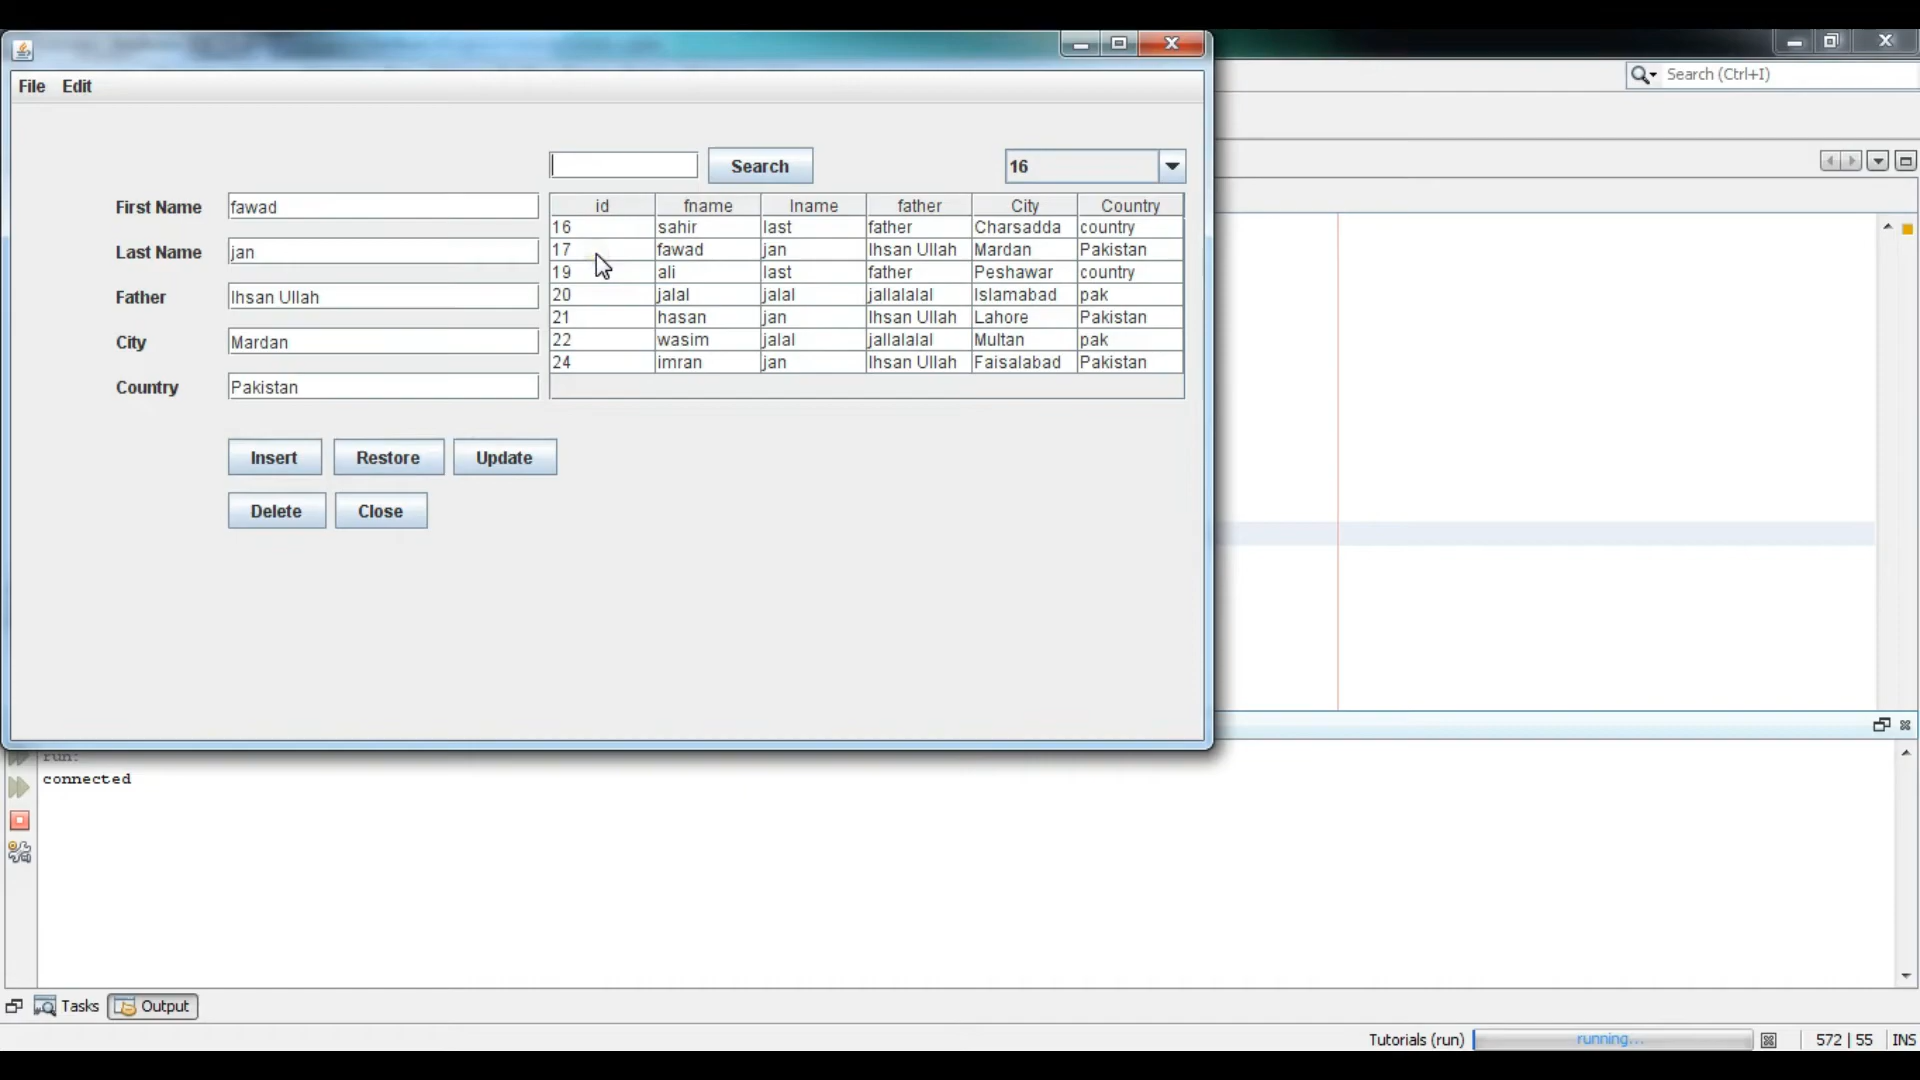 Search (Ctrl+I)
File Edit
Search 16
First Name fawad
Last Name jan
Father Ihsan Ullah
City Mardan
Country Pakistan
id fname lname father City Country
16 sahir last father Charsadda country
17 fawad jan Ihsan Ullah Mardan Pakistan
19 ali last father Peshawar country
20 jalal jalal jallalalal Islamabad pak
21 hasan jan Ihsan Ullah Lahore Pakistan
22 wasim jalal jallalalal Multan pak
24 imran jan Ihsan Ullah Faisalabad Pakistan
Insert Restore Update
Delete Close
run:
connected
Tasks Output
Tutorials (run) running... 572 | 55 INS